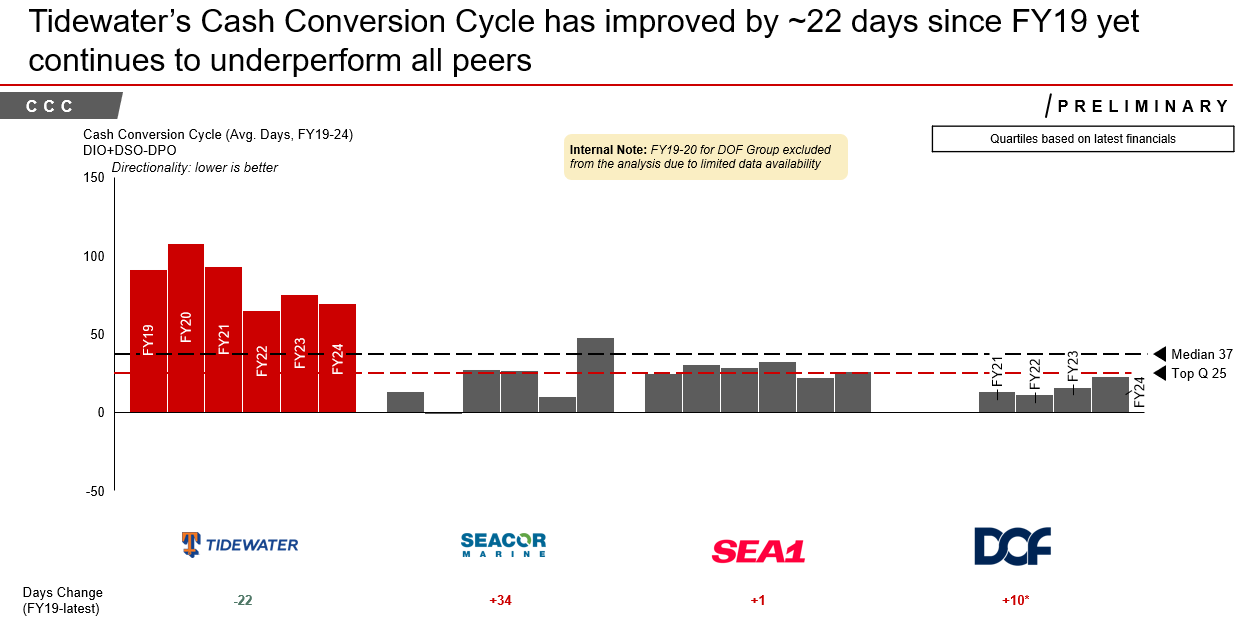 Tidewater’s Cash Conversion Cycle has improved by ~22 days since FY19 yet
continues to underperform all peers
CCC
PRELIMINARY
Cash Conversion Cycle (Avg. Days, FY19-24)
DIO+DSO-DPO
Directionality: lower is better
Internal Note: FY19-20 for DOF Group excluded
from the analysis due to limited data availability
Quartiles based on latest financials
150
100
50
0
-50
FY19
FY20
FY21
FY22
FY23
FY24
FY21
FY22
FY23
FY24
Median 37
Top Q 25
TIDEWATER
SEACOR
MARINE
SEA1
DOF
Days Change
(FY19-latest)
-22
+34
+1
+10*